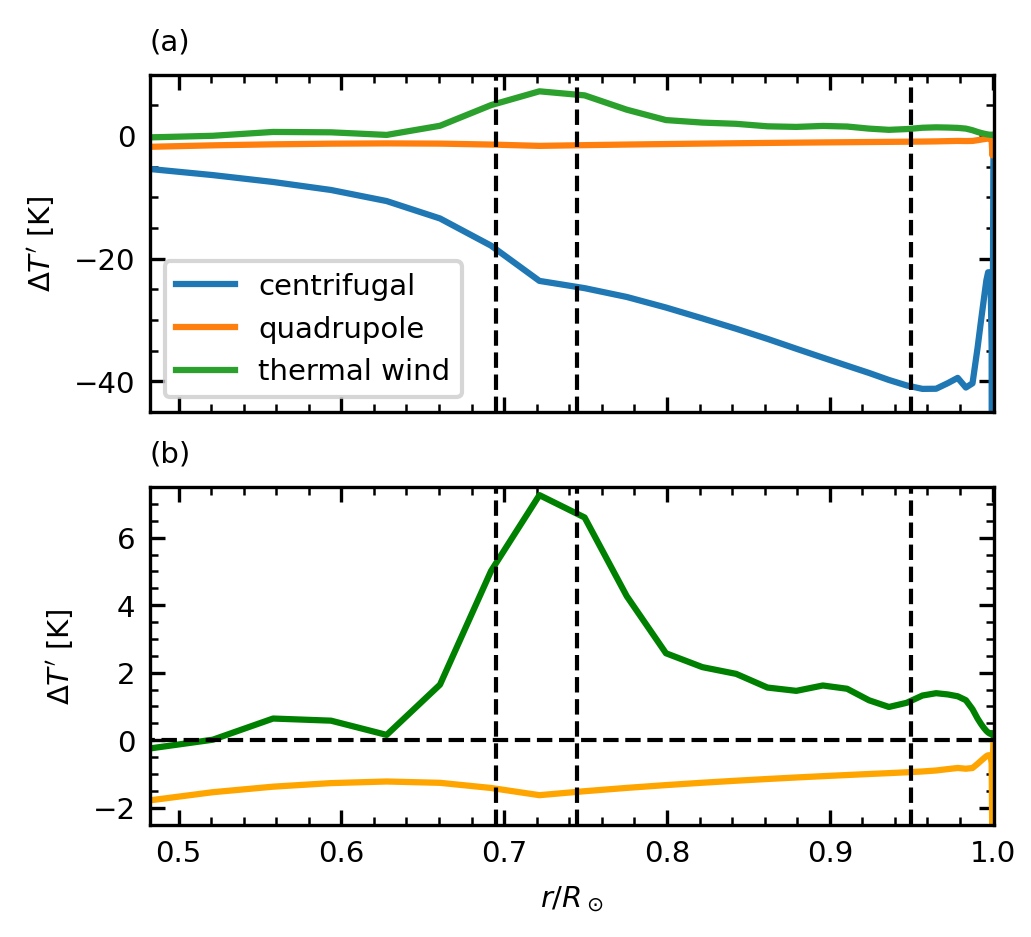 (a)
ΔT′ [K]
0
−20
−40
centrifugal
quadrupole
thermal wind
(b)
ΔT′ [K]
6
4
2
0
−2
0.5 0.6 0.7 0.8 0.9 1.0
r/R⊙